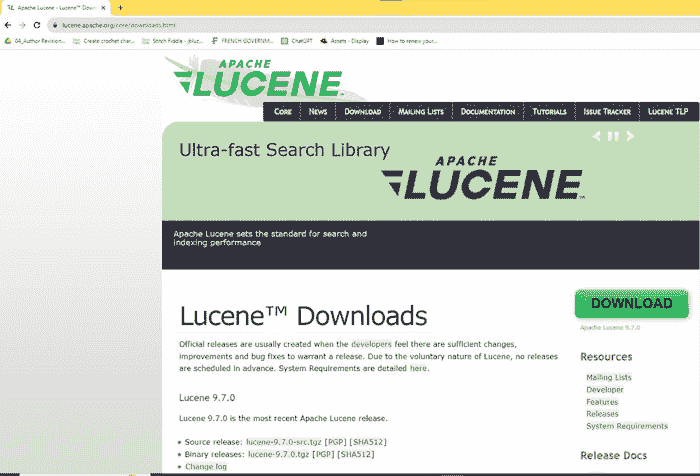 Apache Lucene - Lucene™ Down
lucene.apache.org/core/downloads.html
04_Author Revision... Create crochet char... Stitch Fiddle - jbluz... FRENCH GOVERNM... ChatGPT Assets - Display How to renew your...
APACHE
LUCENE™
CORE NEWS DOWNLOAD MAILING LISTS DOCUMENTATION TUTORIALS ISSUE TRACKER LUCENE TLP
Ultra-fast Search Library
APACHE
LUCENE™
Apache Lucene sets the standard for search and
indexing performance
Lucene™ Downloads
Official releases are usually created when the developers feel there are sufficient changes,
improvements and bug fixes to warrant a release. Due to the voluntary nature of Lucene, no releases
are scheduled in advance. System Requirements are detailed here.
Lucene 9.7.0
Lucene 9.7.0 is the most recent Apache Lucene release.
Source release: lucene-9.7.0-src.tgz [PGP] [SHA512]
Binary releases: lucene-9.7.0.tgz [PGP] [SHA512]
Change log
DOWNLOAD
Apache Lucene 9.7.0
Resources
Mailing Lists
Developer
Features
Releases
System Requirements
Release Docs